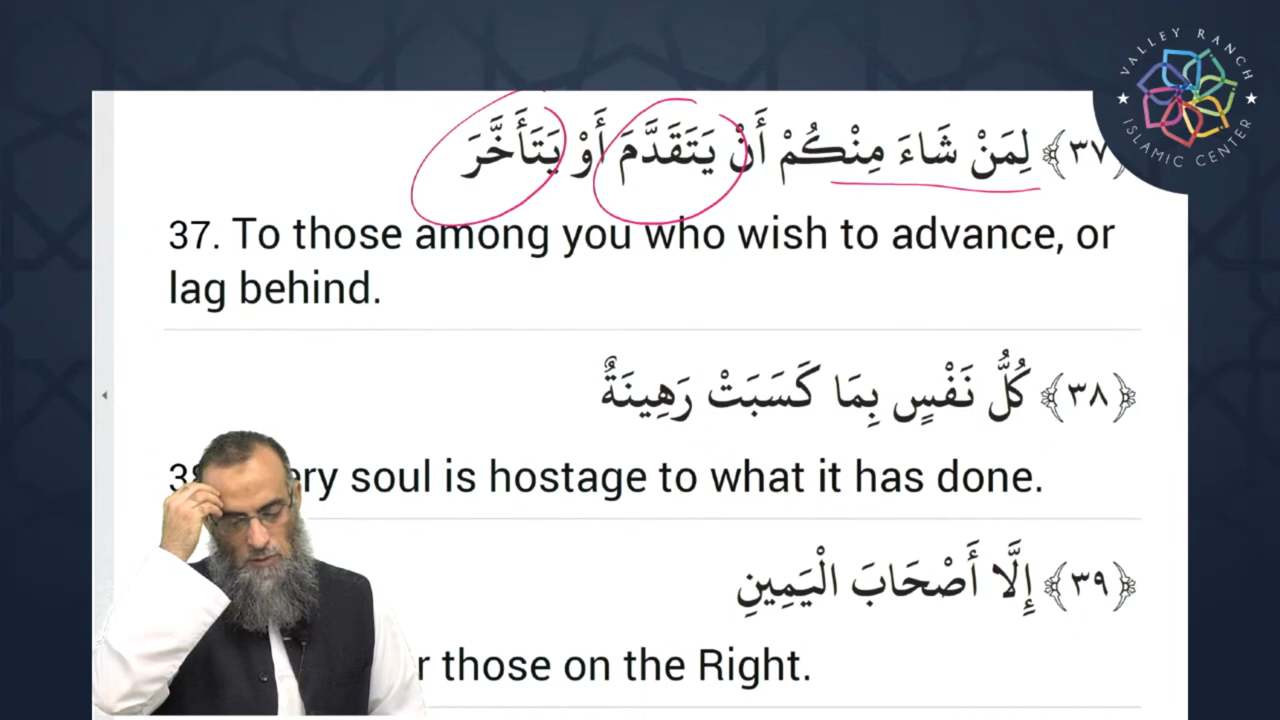 VALLEY RANCH
ISLAMIC CENTER
﴿٣٧﴾ لِمَنْ شَاءَ مِنْكُمْ أَنْ يَتَقَدَّمَ أَوْ يَتَأَخَّرَ
37. To those among you who wish to advance, or
lag behind.
﴿٣٨﴾ كُلُّ نَفْسٍ بِمَا كَسَبَتْ رَهِينَةٌ
ry soul is hostage to what it has done.
﴿٣٩﴾ إِلَّا أَصْحَابَ الْيَمِينِ
those on the Right.